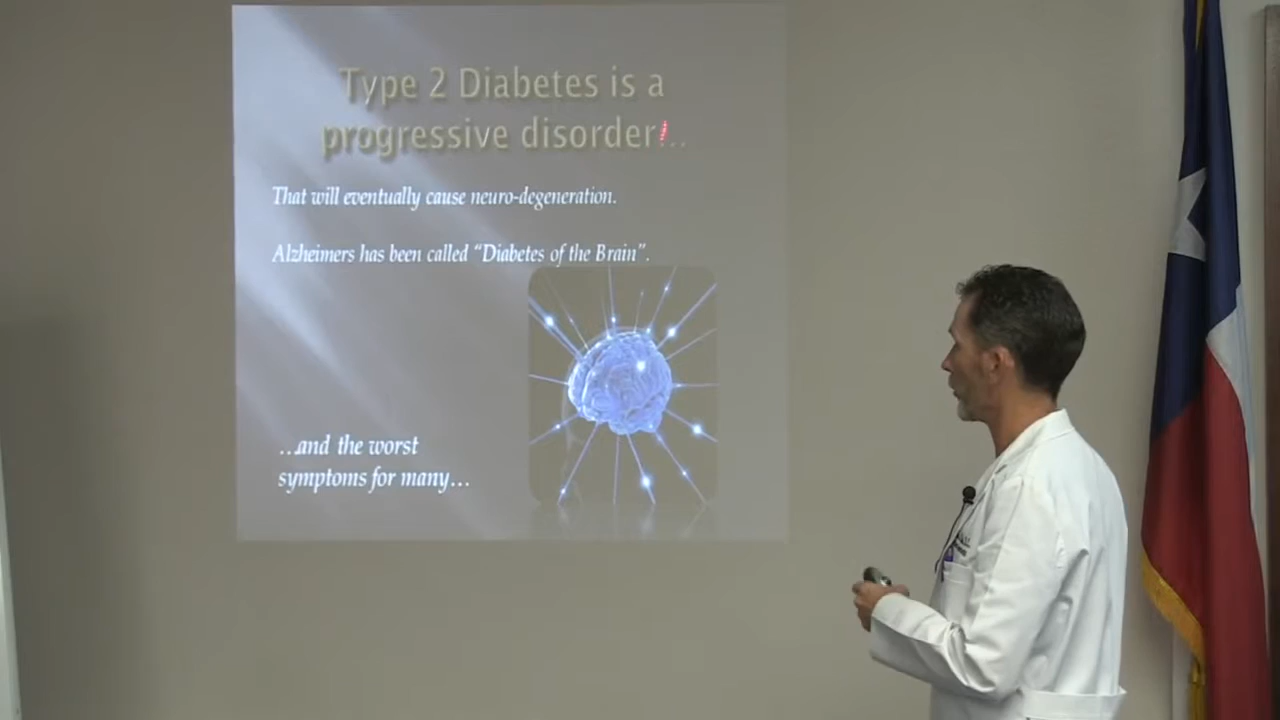 Type 2 Diabetes is a
progressive disorder...
That will eventually cause neuro-degeneration.
Alzheimers has been called “Diabetes of the Brain”.
...and the worst
symptoms for many...